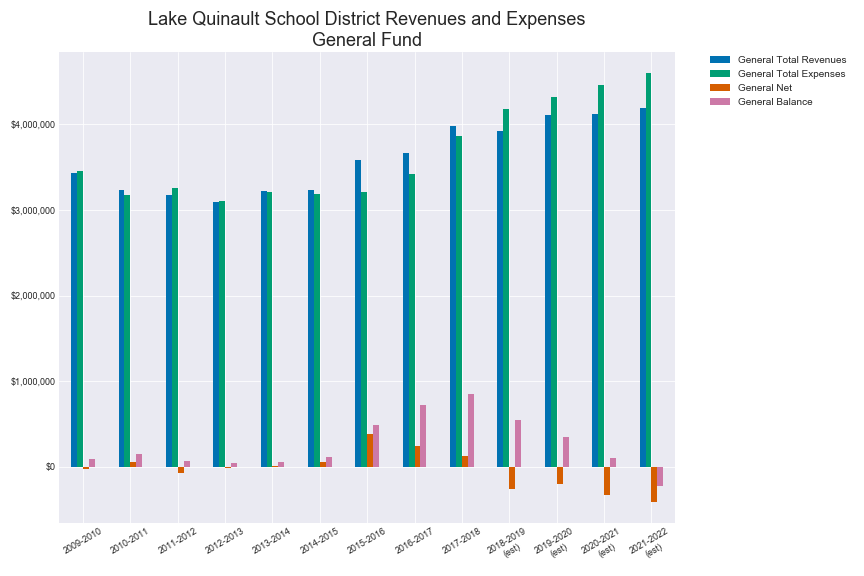 Lake Quinault School District Revenues and Expenses
General Fund
General Total Revenues
General Total Expenses
General Net
General Balance
$4,000,000
$3,000,000
$2,000,000
$1,000,000
$0
2009-2010
2010-2011
2011-2012
2012-2013
2013-2014
2014-2015
2015-2016
2016-2017
2017-2018
2018-2019
(est)
2019-2020
(est)
2020-2021
(est)
2021-2022
(est)